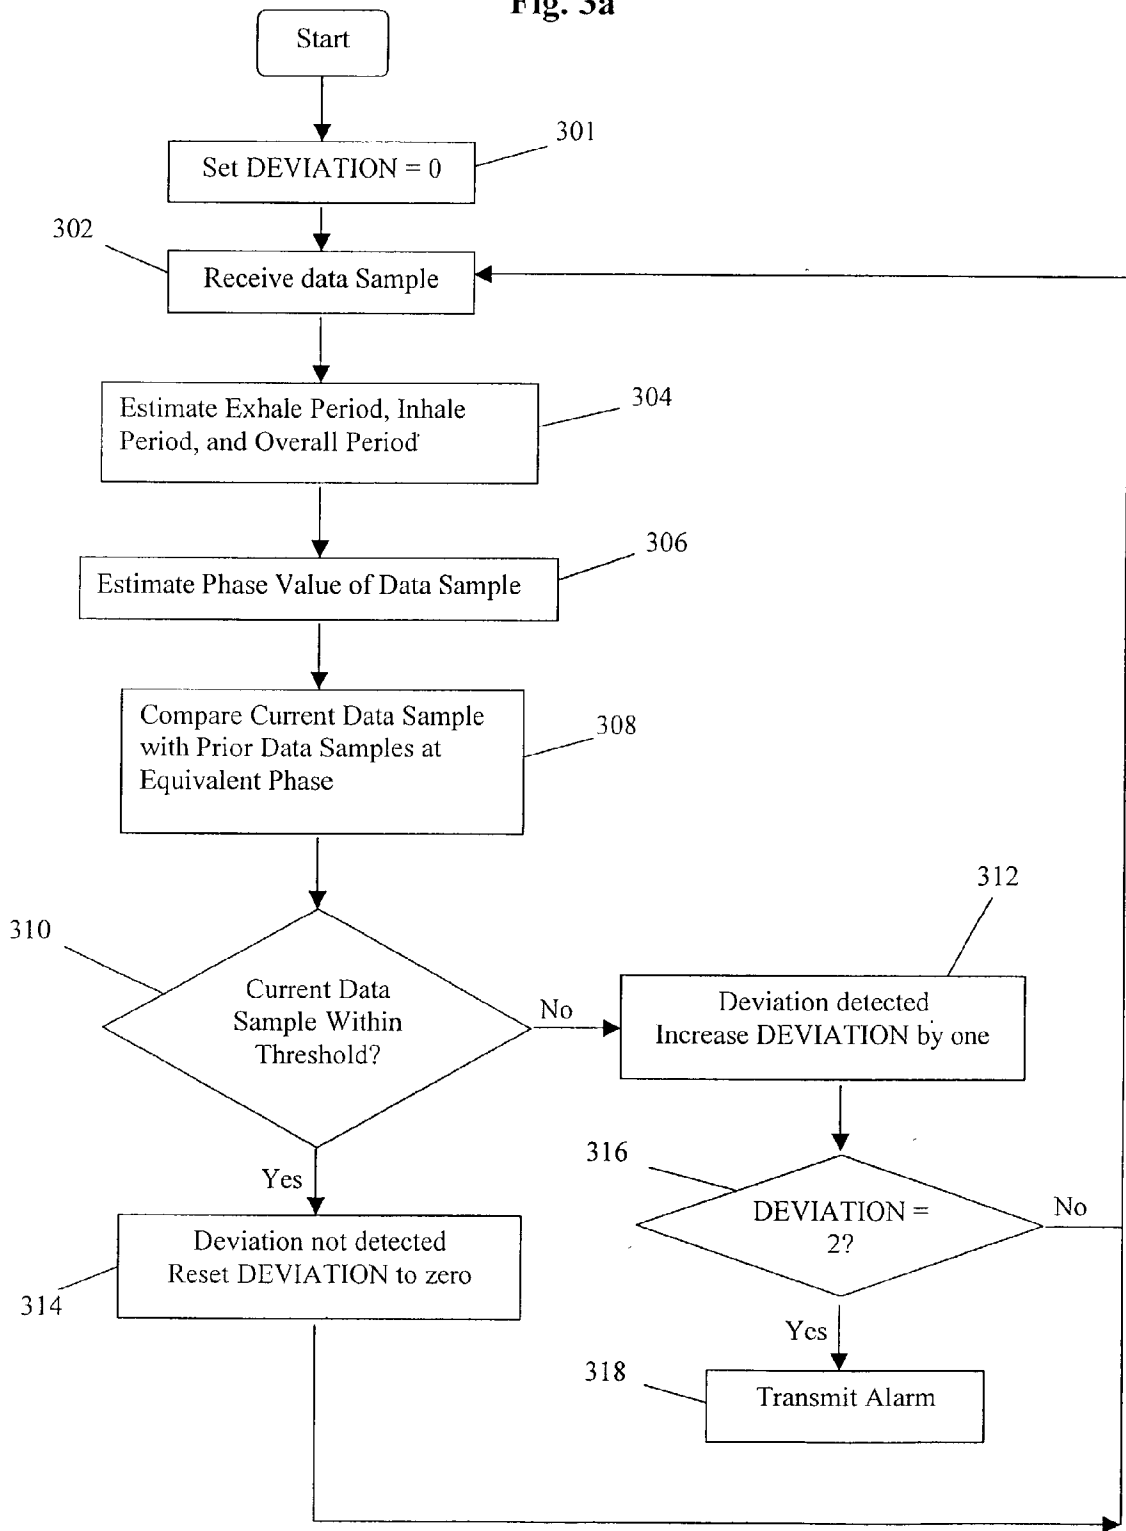 Fig. 3a
Start
301
Set DEVIATION = 0
302
Receive data Sample
304
Estimate Exhale Period, Inhale
Period, and Overall Period
306
Estimate Phase Value of Data Sample
308
Compare Current Data Sample
with Prior Data Samples at
Equivalent Phase
310
Current Data
Sample Within
Threshold?
No
312
Deviation detected
Increase DEVIATION by one
Yes
314
Deviation not detected
Reset DEVIATION to zero
316
DEVIATION =
2?
No
Yes
318
Transmit Alarm